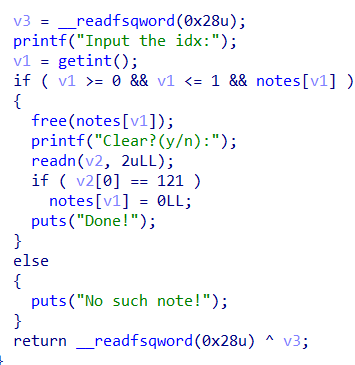 v3 = __readfsqword(0x28u);
printf("Input the idx:");
v1 = getint();
if ( v1 >= 0 && v1 <= 1 && notes[v1] )
{
free(notes[v1]);
printf("Clear?(y/n):");
readn(v2, 2uLL);
if ( v2[0] == 121 )
notes[v1] = 0LL;
puts("Done!");
}
else
{
puts("No such note!");
}
return __readfsqword(0x28u) ^ v3;
}